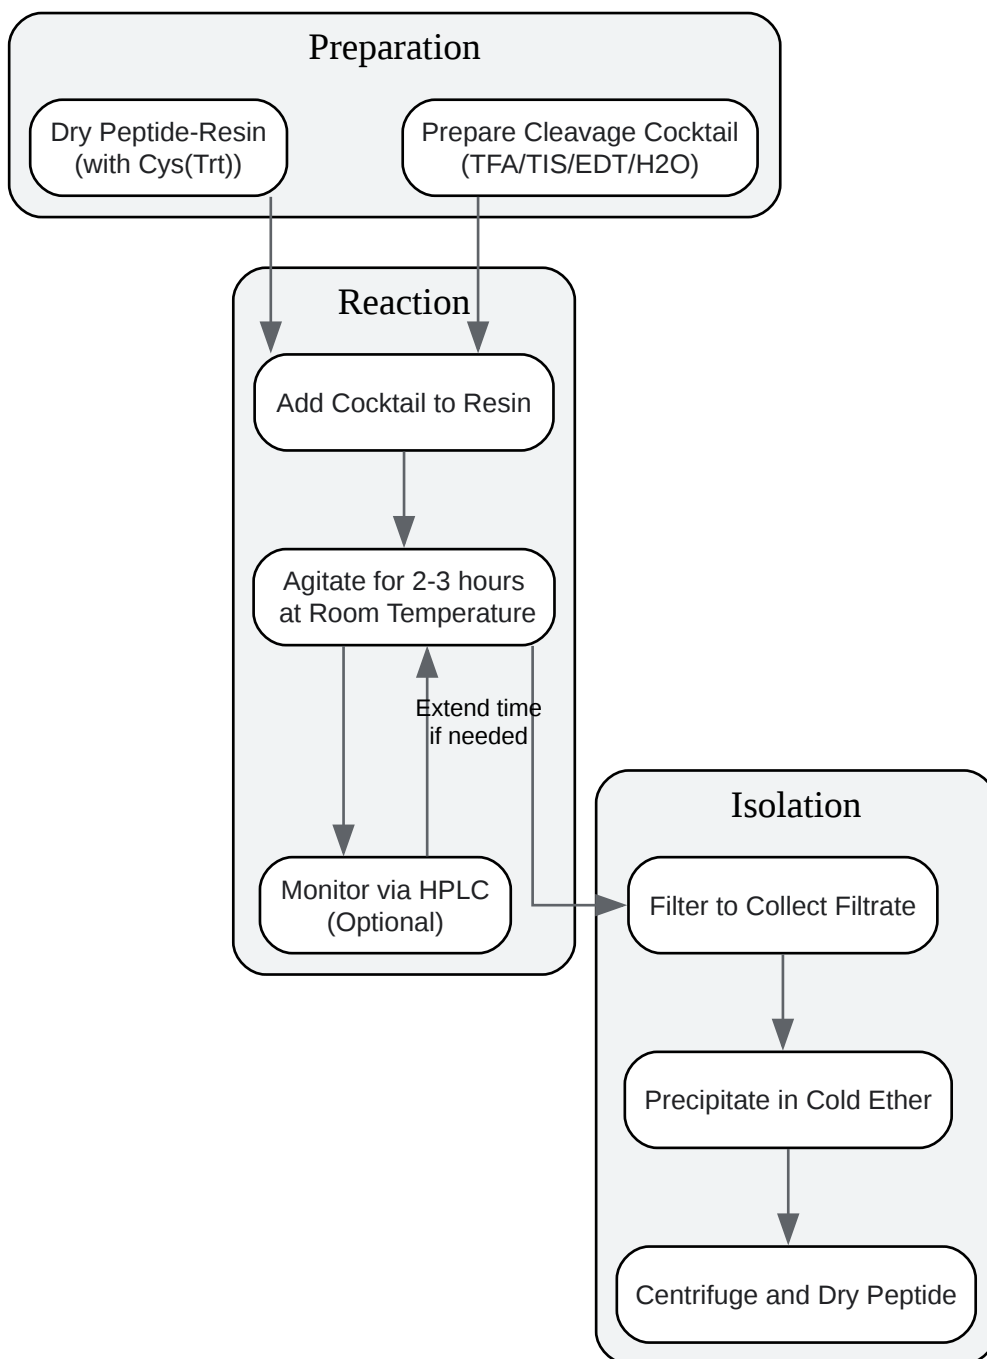 Preparation
Dry Peptide-Resin
(with Cys(Trt))
Prepare Cleavage Cocktail
(TFA/TIS/EDT/H2O)
Reaction
Add Cocktail to Resin
Agitate for 2-3 hours
at Room Temperature
Extend time
if needed
Monitor via HPLC
(Optional)
Isolation
Filter to Collect Filtrate
Precipitate in Cold Ether
Centrifuge and Dry Peptide